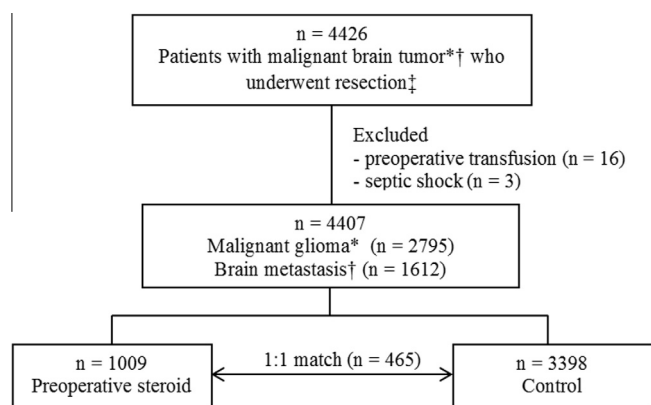 n = 4426
Patients with malignant brain tumor*† who
underwent resection‡
Excluded
- preoperative transfusion (n = 16)
- septic shock (n = 3)
n = 4407
Malignant glioma* (n = 2795)
Brain metastasis† (n = 1612)
n = 1009
Preoperative steroid
1:1 match (n = 465)
n = 3398
Control